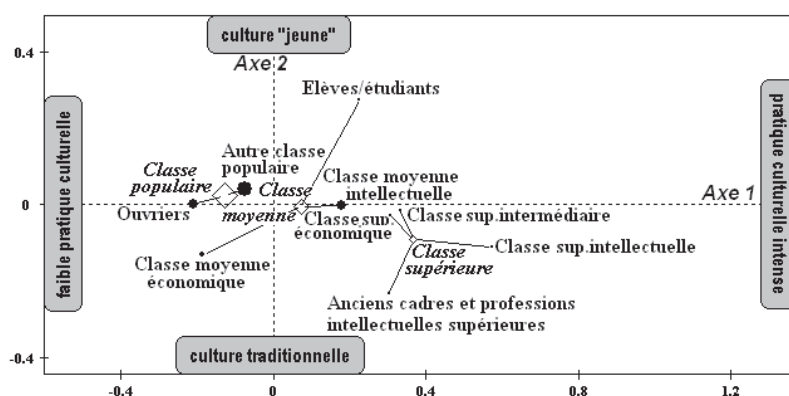 culture "jeune"
0.4
Axe 2
Elèves/étudiants
faible pratique culturelle
pratique culturelle intense
Autre classe
populaire
Classe
populaire
Classe moyenne
intellectuelle
Classe
moyenne
Axe 1
0
Ouvriers
Classe sup.
économique
Classe sup.intermédiaire
Classe sup.intellectuelle
Classe
supérieure
Classe moyenne
économique
Anciens cadres et professions
intellectuelles supérieures
culture traditionnelle
-0.4
-0.4
0
0.4
0.8
1.2